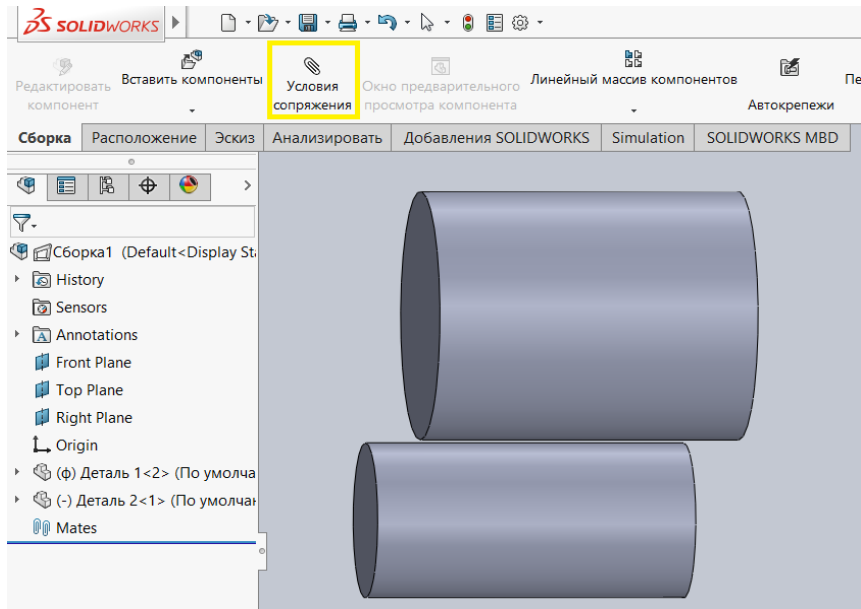 SOLIDWORKS
Редактировать компонент
Вставить компоненты
Условия сопряжения
Окно предварительного просмотра компонента
Линейный массив компонентов
Автокрепежи
Пе
Сборка Расположение Эскиз Анализировать Добавления SOLIDWORKS Simulation SOLIDWORKS MBD
Сборка1 (Default<Display Sta
History
Sensors
Annotations
Front Plane
Top Plane
Right Plane
Origin
(ф) Деталь 1<2> (По умолча
(-) Деталь 2<1> (По умолчан
Mates